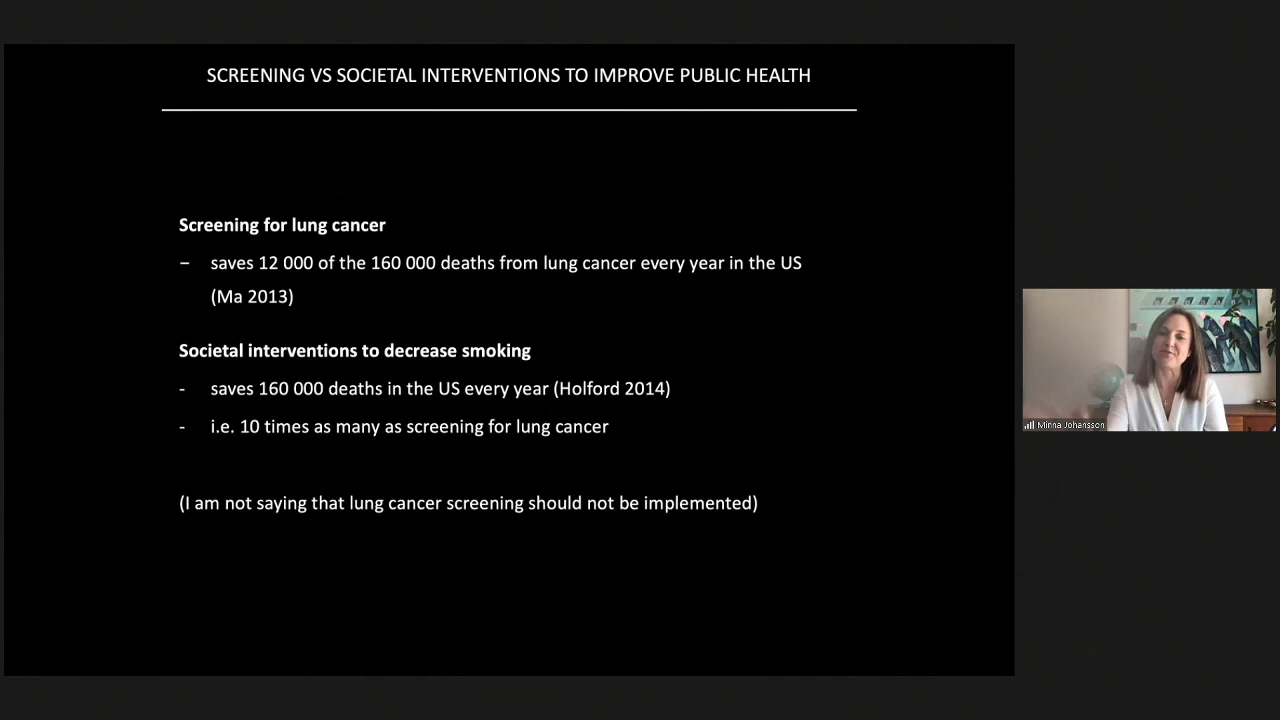 SCREENING VS SOCIETAL INTERVENTIONS TO IMPROVE PUBLIC HEALTH
Screening for lung cancer
– saves 12 000 of the 160 000 deaths from lung cancer every year in the US
(Ma 2013)
Societal interventions to decrease smoking
- saves 160 000 deaths in the US every year (Holford 2014)
- i.e. 10 times as many as screening for lung cancer
(I am not saying that lung cancer screening should not be implemented)
Minna Johansson